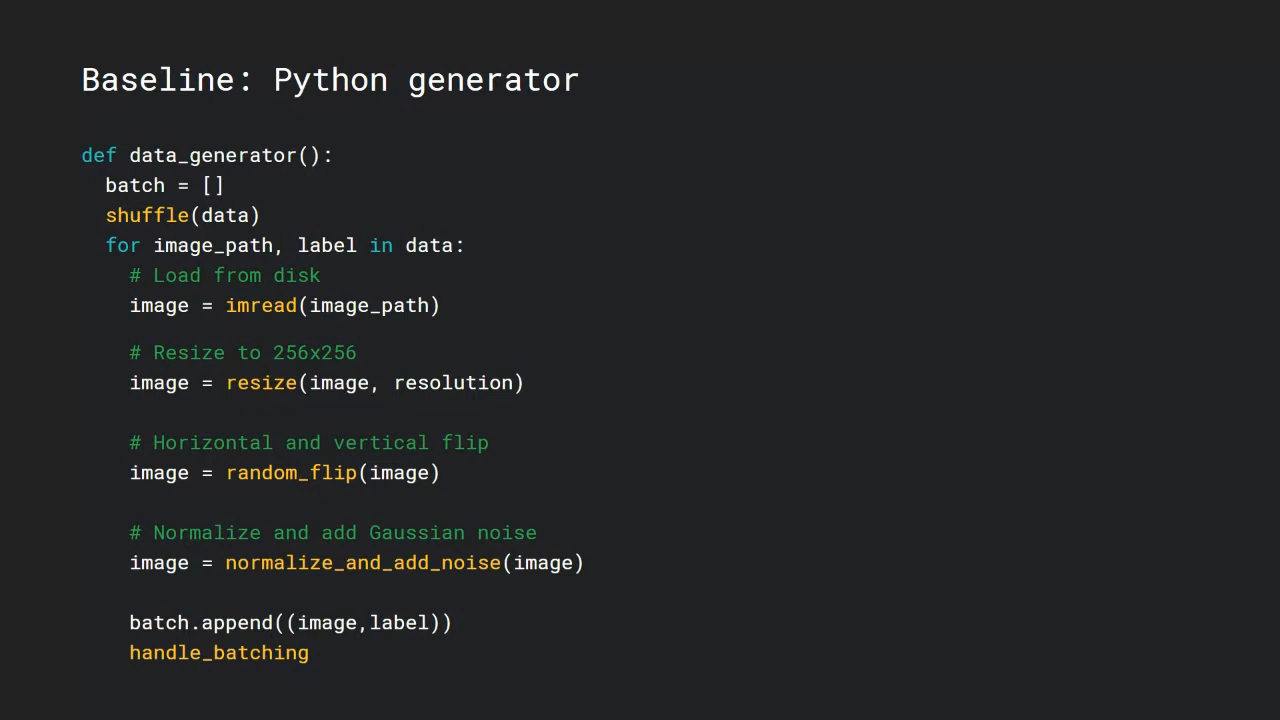 Baseline: Python generator
def data_generator():
  batch = []
  shuffle(data)
  for image_path, label in data:
    # Load from disk
    image = imread(image_path)
    # Resize to 256x256
    image = resize(image, resolution)
    # Horizontal and vertical flip
    image = random_flip(image)
    # Normalize and add Gaussian noise
    image = normalize_and_add_noise(image)
    batch.append((image,label))
    handle_batching